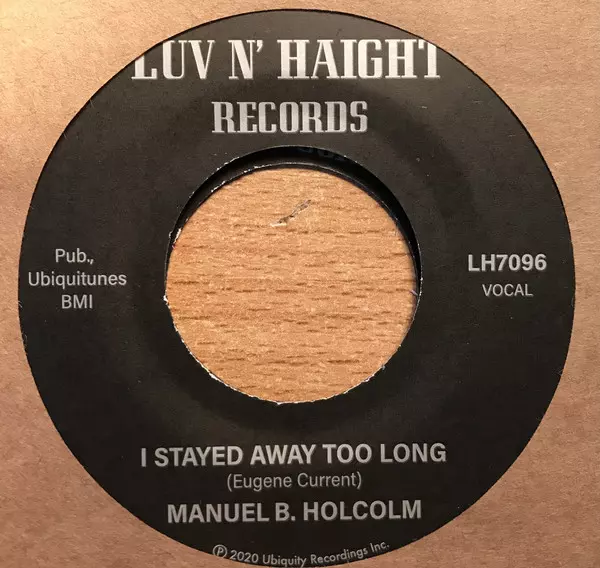 LUV N' HAIGHT
RECORDS
Pub.,
Ubiquitunes
BMI
LH7096
VOCAL
I STAYED AWAY TOO LONG
(Eugene Current)
MANUEL B. HOLCOLM
℗ 2020 Ubiquity Recordings Inc.